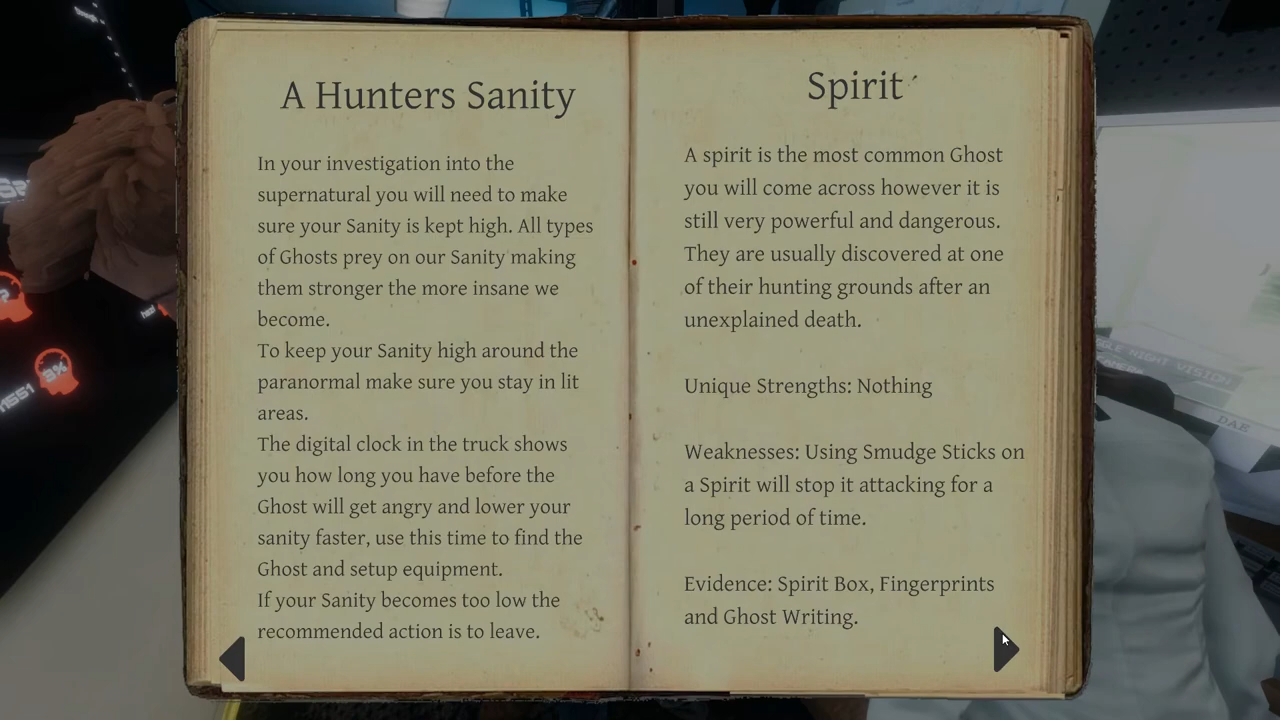 A Hunters Sanity
In your investigation into the
supernatural you will need to make
sure your Sanity is kept high. All types
of Ghosts prey on our Sanity making
them stronger the more insane we
become.
To keep your Sanity high around the
paranormal make sure you stay in lit
areas.
The digital clock in the truck shows
you how long you have before the
Ghost will get angry and lower your
sanity faster, use this time to find the
Ghost and setup equipment.
If your Sanity becomes too low the
recommended action is to leave.
Spirit
A spirit is the most common Ghost
you will come across however it is
still very powerful and dangerous.
They are usually discovered at one
of their hunting grounds after an
unexplained death.
Unique Strengths: Nothing
Weaknesses: Using Smudge Sticks on
a Spirit will stop it attacking for a
long period of time.
Evidence: Spirit Box, Fingerprints
and Ghost Writing.
3%
NIGHT VISION
DAE